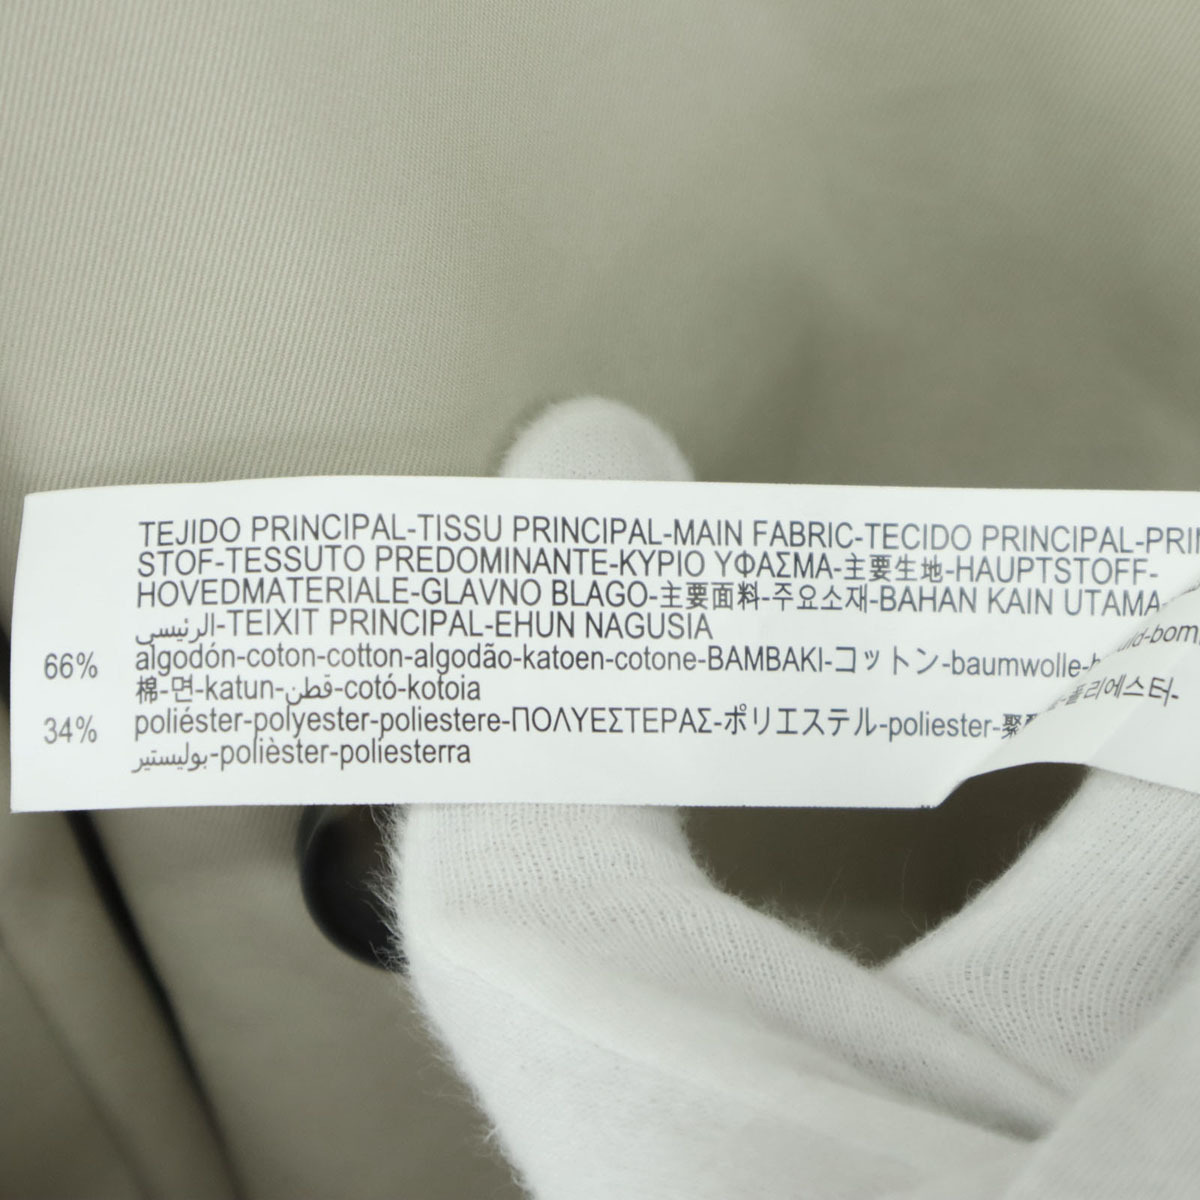 TEJIDO PRINCIPAL-TISSU PRINCIPAL-MAIN FABRIC-TECIDO PRINCIPAL-
STOF-TESSUTO PREDOMINANTE-ΚΥΡΙΟ ΥΦΑΣΜΑ-主要生地-HAUPTSTOFF-
HOVEDMATERIALE-GLAVNO BLAGO-主要面料-주요소재-BAHAN KAIN UTAMA-
الرئيسي-TEIXIT PRINCIPAL-EHUN NAGUSIA
66% algodón-coton-cotton-algodão-katoen-cotone-BAMBAKI-コットン-baumwolle-
棉-면-katun-قطن-cotó-kotoia
34% poliéster-polyester-poliestere-ΠΟΛΥΕΣΤΕΡΑΣ-ポリエステル-poliester-
بوليستير-polièster-poliesterra